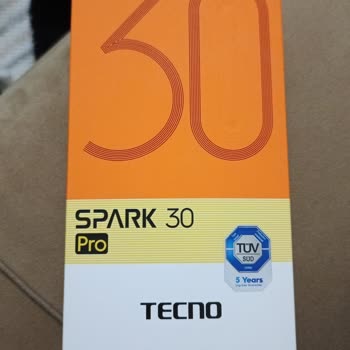 30
SPARK 30
Pro
TÜV
SÜD
5 Years
TECNO